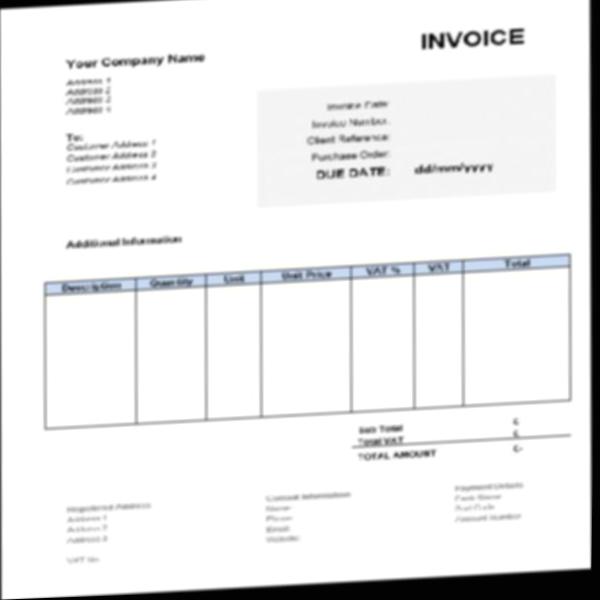 INVOICE
Your Company Name
Address 1
Address 2
Address 3
Address 4
Invoice Date:
Invoice Number:
Client Reference:
Purchase Order:
DUE DATE: dd/mm/yyyy
To:
Customer Address 1
Customer Address 2
Customer Address 3
Customer Address 4
Additional Information
Description Quantity Unit Unit Price VAT % VAT Total
Sub Total £
Total VAT £
TOTAL AMOUNT £-
Registered Address
Address 1
Address 2
Address 3
VAT No.
Contact Information
Name:
Phone:
Email:
Website:
Payment Details
Bank Name
Sort Code
Account Number